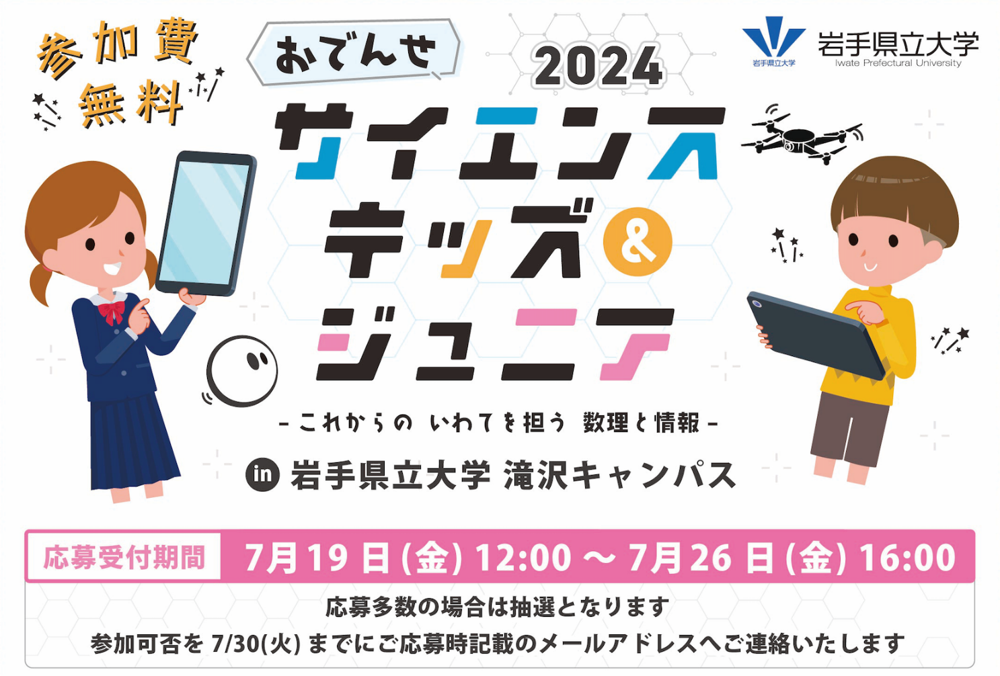 参加費
無料
おでんせ
2024
岩手県立大学
岩手県立大学
Iwate Prefectural University
サイエンス
キッズ&
ジュニア
- これからの いわてを担う 数理と情報 -
in 岩手県立大学 滝沢キャンパス
応募受付期間 7月19日(金) 12:00 〜 7月26日(金) 16:00
応募多数の場合は抽選となります
参加可否を 7/30(火) までにご応募時記載のメールアドレスへご連絡いたします